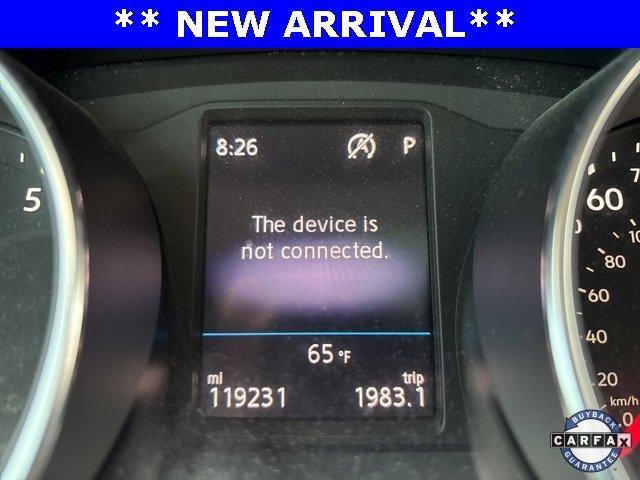 ** NEW ARRIVAL**
8:26 A P
The device is
not connected.
65 °F
mi trip
119231 1983.1
5
60
80
60
40
20
km/h
0
BUYBACK
CARFAX
GUARANTEE